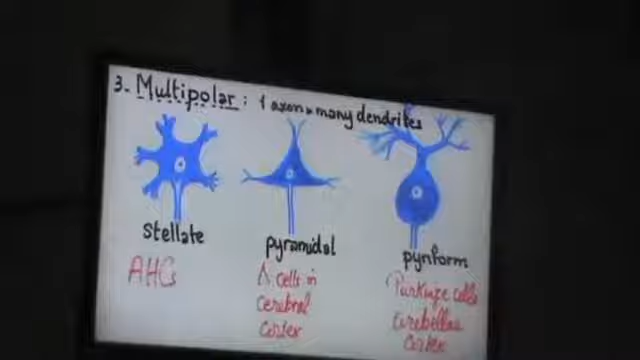 3- Multipolar : 1 axon + many dendrites
stellate
pyramidal
pyriform
AHC
Δ cells in
cerebral
cortex
Purkinje cells
cerebellar
cortex